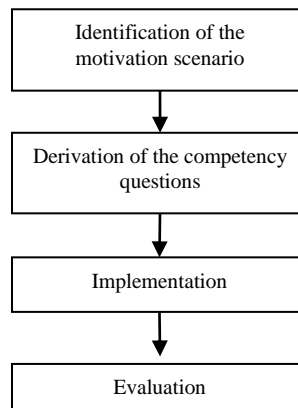 Identification of the
motivation scenario
Derivation of the competency
questions
Implementation
Evaluation